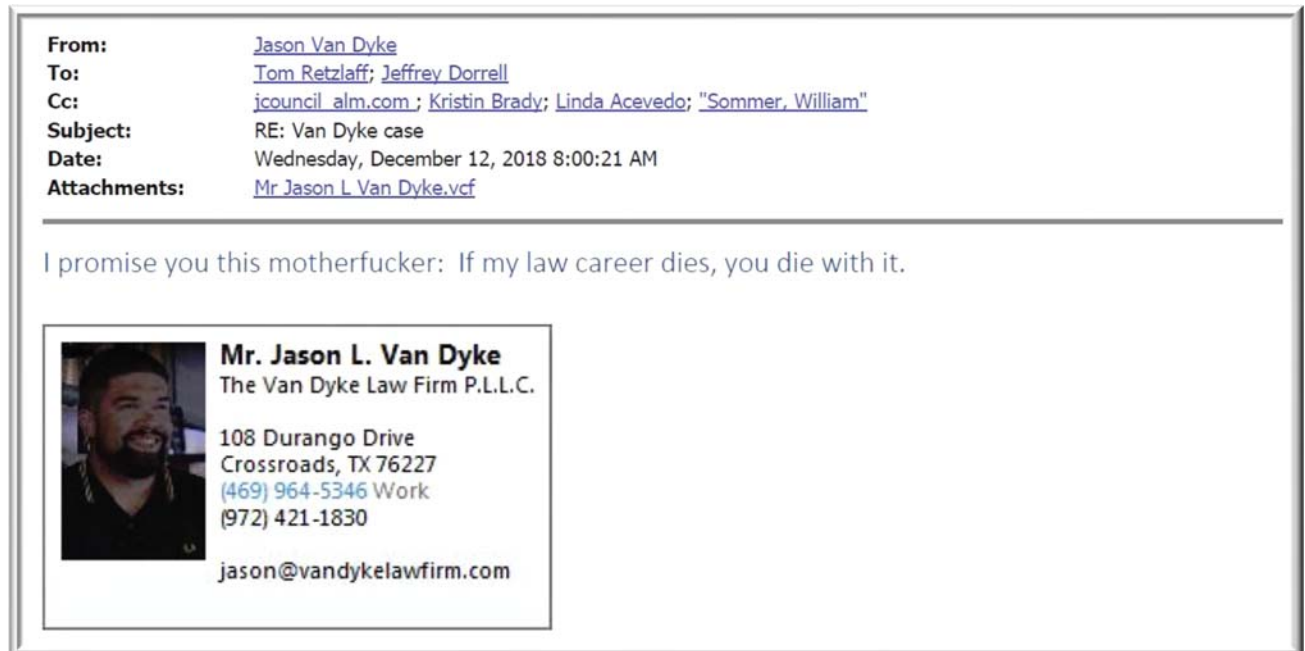 From: Jason Van Dyke
To: Tom Retzlaff; Jeffrey Dorrell
Cc: jcouncil alm.com ; Kristin Brady; Linda Acevedo; "Sommer, William"
Subject: RE: Van Dyke case
Date: Wednesday, December 12, 2018 8:00:21 AM
Attachments: Mr Jason L Van Dyke.vcf
I promise you this motherfucker: If my law career dies, you die with it.
Mr. Jason L. Van Dyke
The Van Dyke Law Firm P.L.L.C.
108 Durango Drive
Crossroads, TX 76227
(469) 964-5346 Work
(972) 421-1830
jason@vandykelawfirm.com